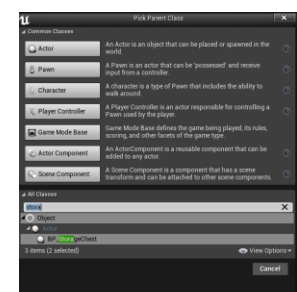 Pick Parent Class
Common Classes
Actor
An Actor is an object that can be placed or spawned in the
world.
Pawn
A Pawn is an actor that can be 'possessed' and receive
input from a controller.
Character
A character is a type of Pawn that includes the ability to
walk around.
Player Controller
A Player Controller is an actor responsible for controlling a
Pawn used by the player.
Game Mode Base
Game Mode Base defines the game being played, its rules,
scoring, and other facets of the game type.
Actor Component
An ActorComponent is a reusable component that can be
added to any actor.
Scene Component
A Scene Component is a component that has a scene
transform and can be attached to other scene components.
All Classes
stora
Object
Actor
BP_StorageChest
3 items (2 selected)
View Options
Cancel